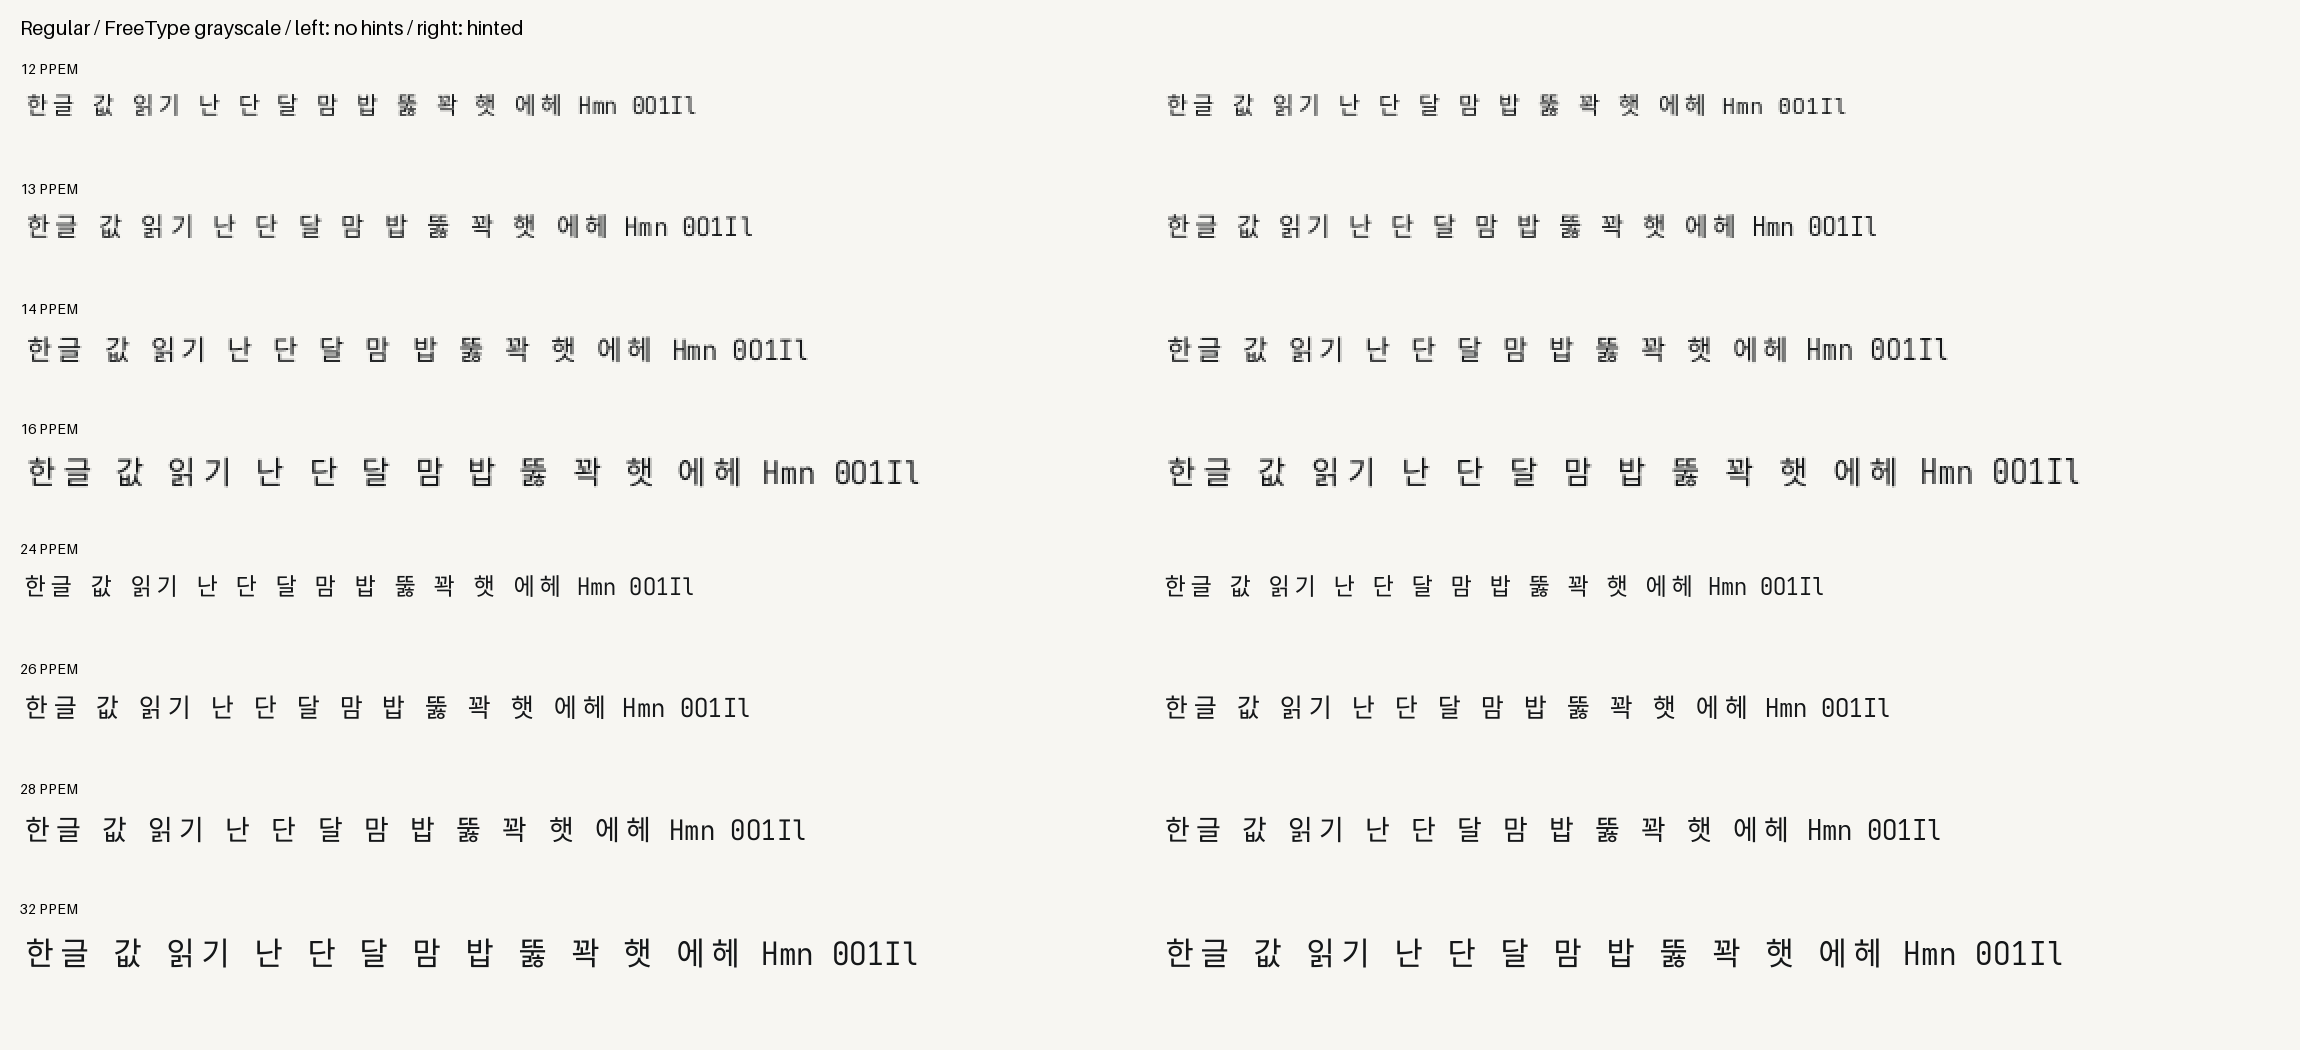 Regular / FreeType grayscale / left: no hints / right: hinted
12 PPEM
한글 값 읽기 난 단 달 맘 밥 뚫 꽉 햇 에헤 Hmn 0O1Il 한글 값 읽기 난 단 달 맘 밥 뚫 꽉 햇 에헤 Hmn 0O1Il
13 PPEM
한글 값 읽기 난 단 달 맘 밥 뚫 꽉 햇 에헤 Hmn 0O1Il 한글 값 읽기 난 단 달 맘 밥 뚫 꽉 햇 에헤 Hmn 0O1Il
14 PPEM
한글 값 읽기 난 단 달 맘 밥 뚫 꽉 햇 에헤 Hmn 0O1Il 한글 값 읽기 난 단 달 맘 밥 뚫 꽉 햇 에헤 Hmn 0O1Il
16 PPEM
한글 값 읽기 난 단 달 맘 밥 뚫 꽉 햇 에헤 Hmn 0O1Il 한글 값 읽기 난 단 달 맘 밥 뚫 꽉 햇 에헤 Hmn 0O1Il
24 PPEM
한글 값 읽기 난 단 달 맘 밥 뚫 꽉 햇 에헤 Hmn 0O1Il 한글 값 읽기 난 단 달 맘 밥 뚫 꽉 햇 에헤 Hmn 0O1Il
26 PPEM
한글 값 읽기 난 단 달 맘 밥 뚫 꽉 햇 에헤 Hmn 0O1Il 한글 값 읽기 난 단 달 맘 밥 뚫 꽉 햇 에헤 Hmn 0O1Il
28 PPEM
한글 값 읽기 난 단 달 맘 밥 뚫 꽉 햇 에헤 Hmn 0O1Il 한글 값 읽기 난 단 달 맘 밥 뚫 꽉 햇 에헤 Hmn 0O1Il
32 PPEM
한글 값 읽기 난 단 달 맘 밥 뚫 꽉 햇 에헤 Hmn 0O1Il 한글 값 읽기 난 단 달 맘 밥 뚫 꽉 햇 에헤 Hmn 0O1Il